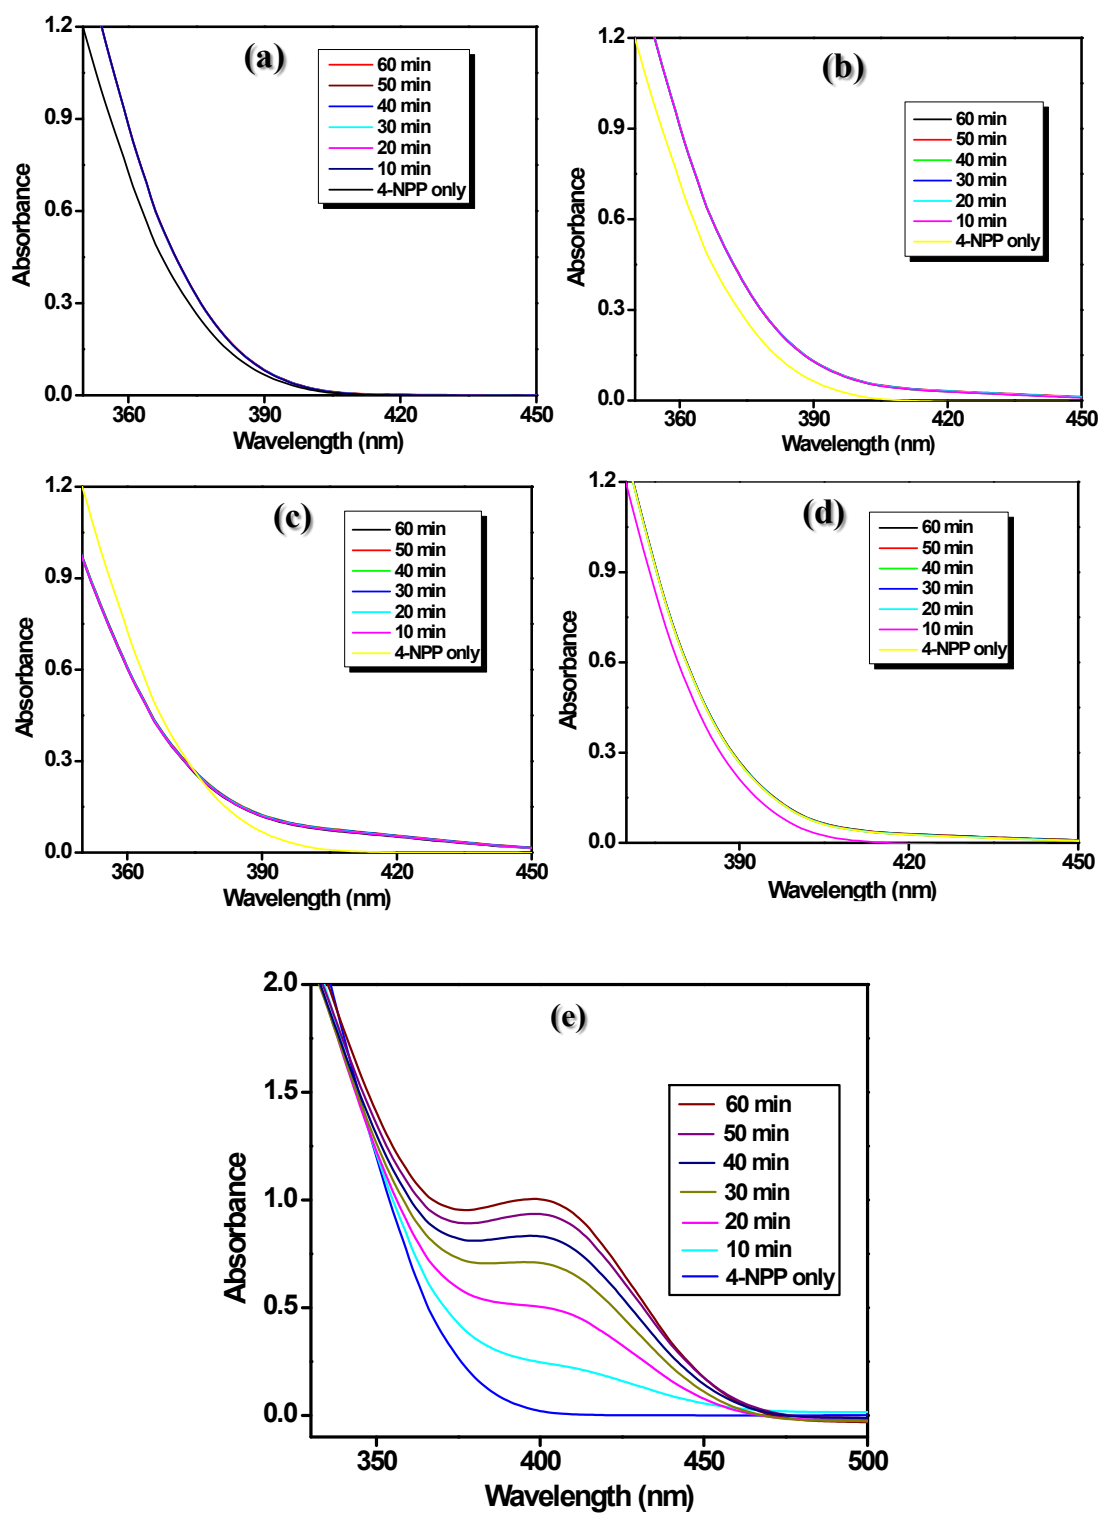 (a)
1.2
0.9
0.6
0.3
0.0
Absorbance
60 min
50 min
40 min
30 min
20 min
10 min
4-NPP only
360 390 420 450
Wavelength (nm)
(b)
1.2
0.9
0.6
0.3
0.0
Absorbance
60 min
50 min
40 min
30 min
20 min
10 min
4-NPP only
360 390 420 450
Wavelength (nm)
(c)
1.2
0.9
0.6
0.3
0.0
Absorbance
60 min
50 min
40 min
30 min
20 min
10 min
4-NPP only
360 390 420 450
Wavelength (nm)
(d)
1.2
0.9
0.6
0.3
0.0
Absorbance
60 min
50 min
40 min
30 min
20 min
10 min
4-NPP only
390 420 450
Wavelength (nm)
(e)
2.0
1.5
1.0
0.5
0.0
Absorbance
60 min
50 min
40 min
30 min
20 min
10 min
4-NPP only
350 400 450 500
Wavelength (nm)